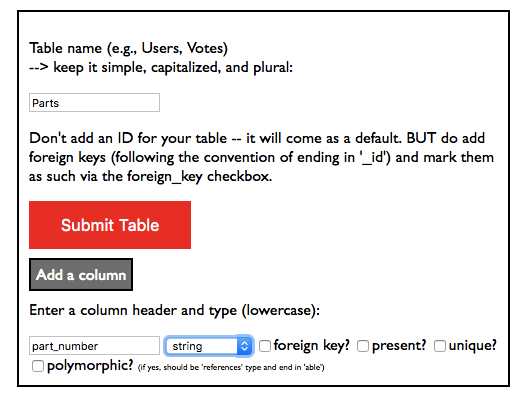 Table name (e.g., Users, Votes)
--> keep it simple, capitalized, and plural:
Parts
Don't add an ID for your table -- it will come as a default. BUT do add
foreign keys (following the convention of ending in '_id') and mark them
as such via the foreign_key checkbox.
Submit Table
Add a column
Enter a column header and type (lowercase):
part_number string foreign key? present? unique?
polymorphic? (if yes, should be 'references' type and end in 'able')